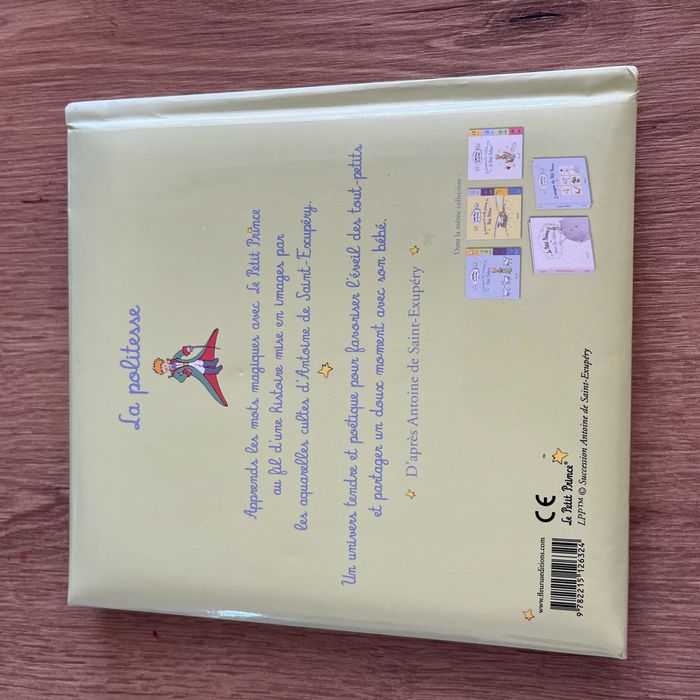 La politesse
Apprends les mots magiques avec Le Petit Prince
au fil d'une histoire mise en images par
les aquarelles cultes d'Antoine de Saint-Exupéry.
Un univers tendre et poétique pour favoriser l'éveil des tout-petits
et partager un doux moment avec son bébé.
D'après Antoine de Saint-Exupéry
Dans la même collection :
www.fleuruseditions.com
9 782215 126324
CE
Le Petit Prince®
LPP™ © Succession Antoine de Saint-Exupéry